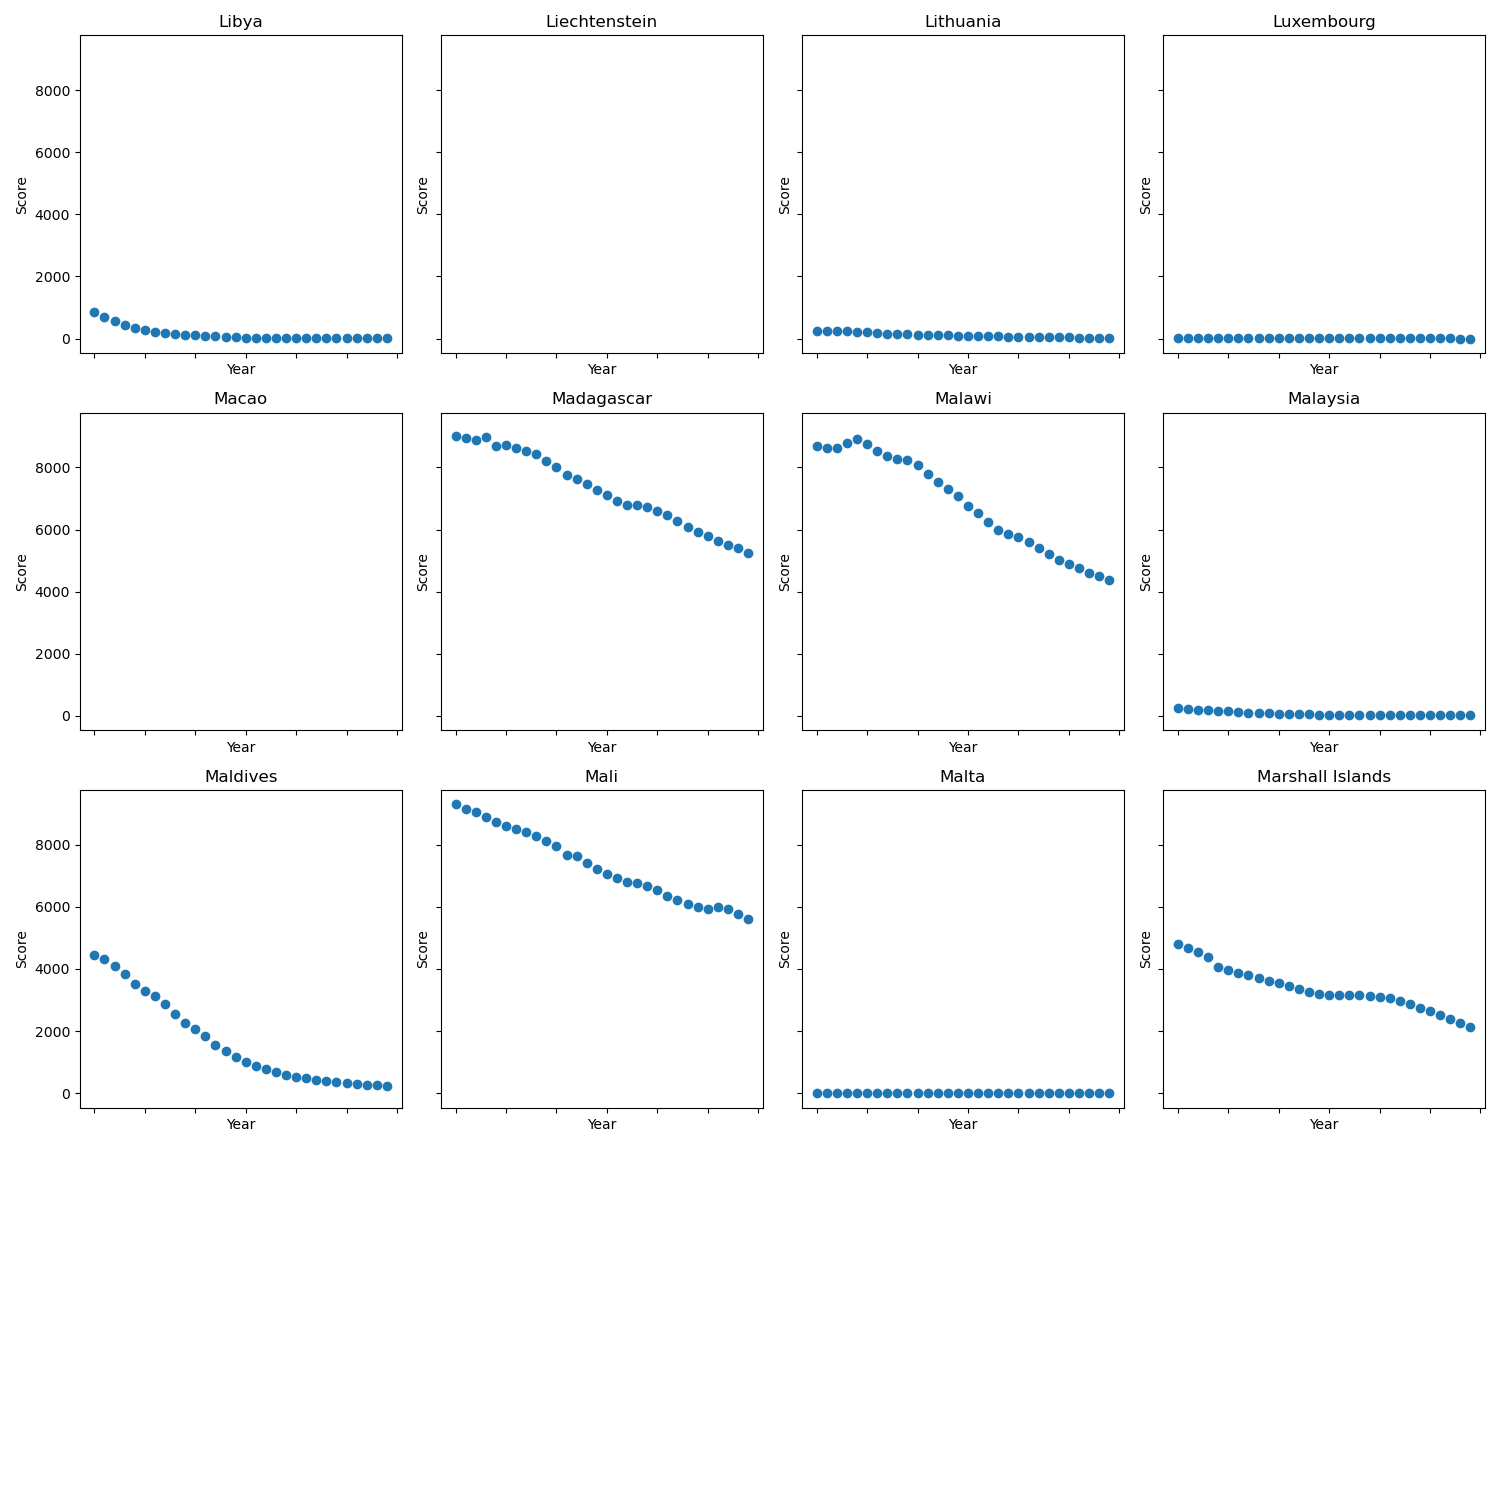 Libya
Liechtenstein
Lithuania
Luxembourg
8000
6000
4000
2000
0
Score
Score
Score
Score
Year
Year
Year
Year
Macao
Madagascar
Malawi
Malaysia
8000
6000
4000
2000
0
Score
Score
Score
Score
Year
Year
Year
Year
Maldives
Mali
Malta
Marshall Islands
8000
6000
4000
2000
0
Score
Score
Score
Score
Year
Year
Year
Year